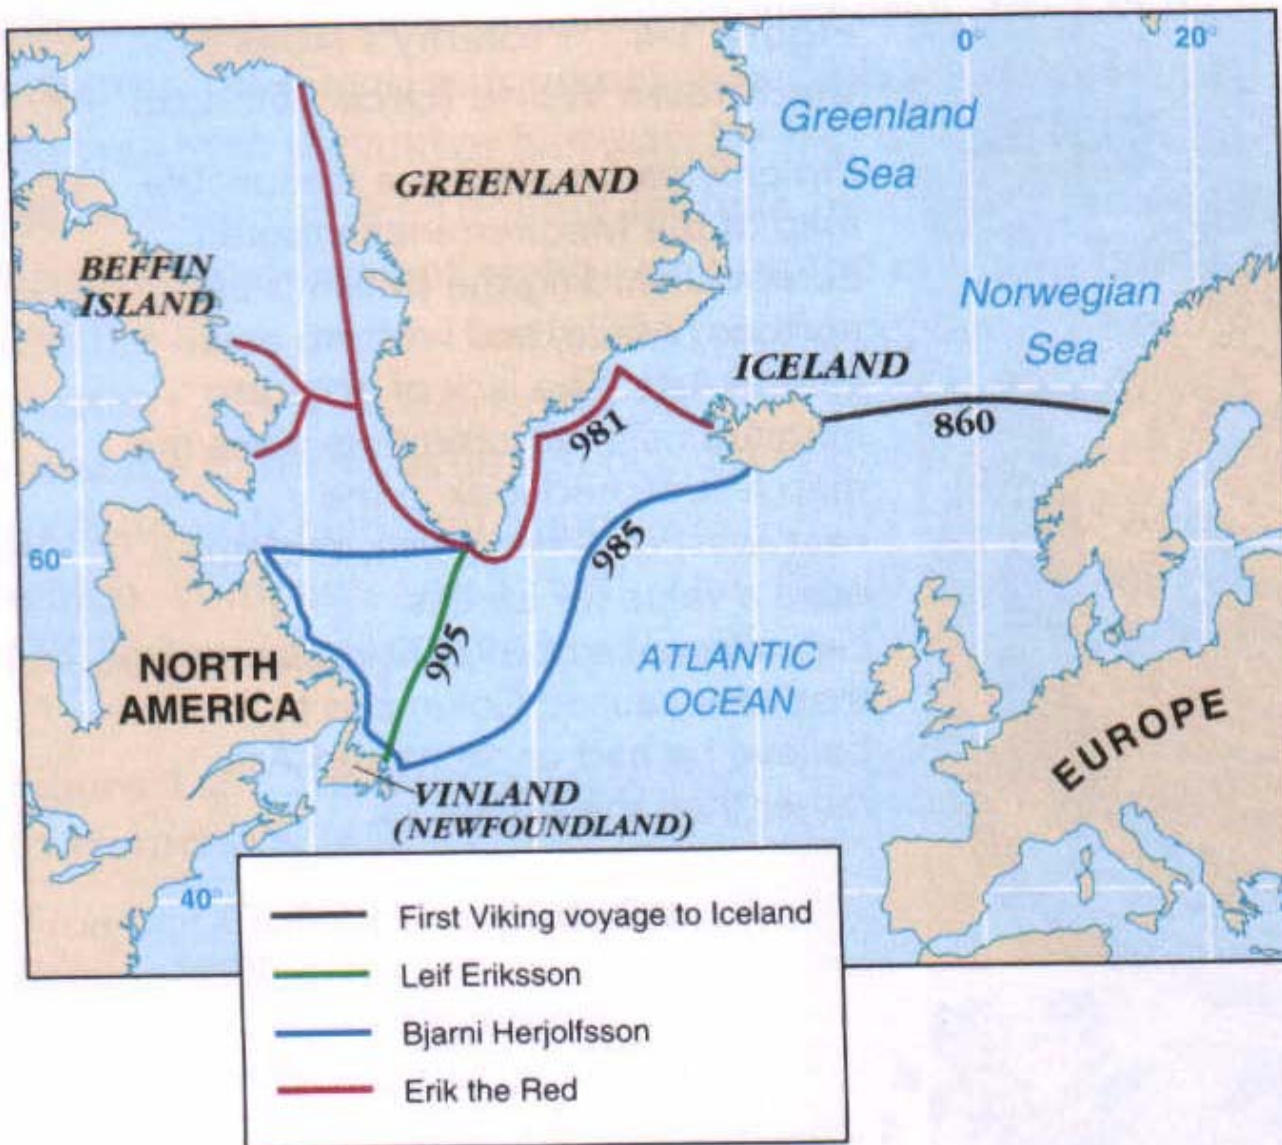 0°
20°
Greenland
Sea
GREENLAND
BEFFIN
ISLAND
Norwegian
Sea
ICELAND
981
860
985
60°
995
NORTH
AMERICA
ATLANTIC
OCEAN
EUROPE
VINLAND
(NEWFOUNDLAND)
40°
First Viking voyage to Iceland
Leif Eriksson
Bjarni Herjolfsson
Erik the Red